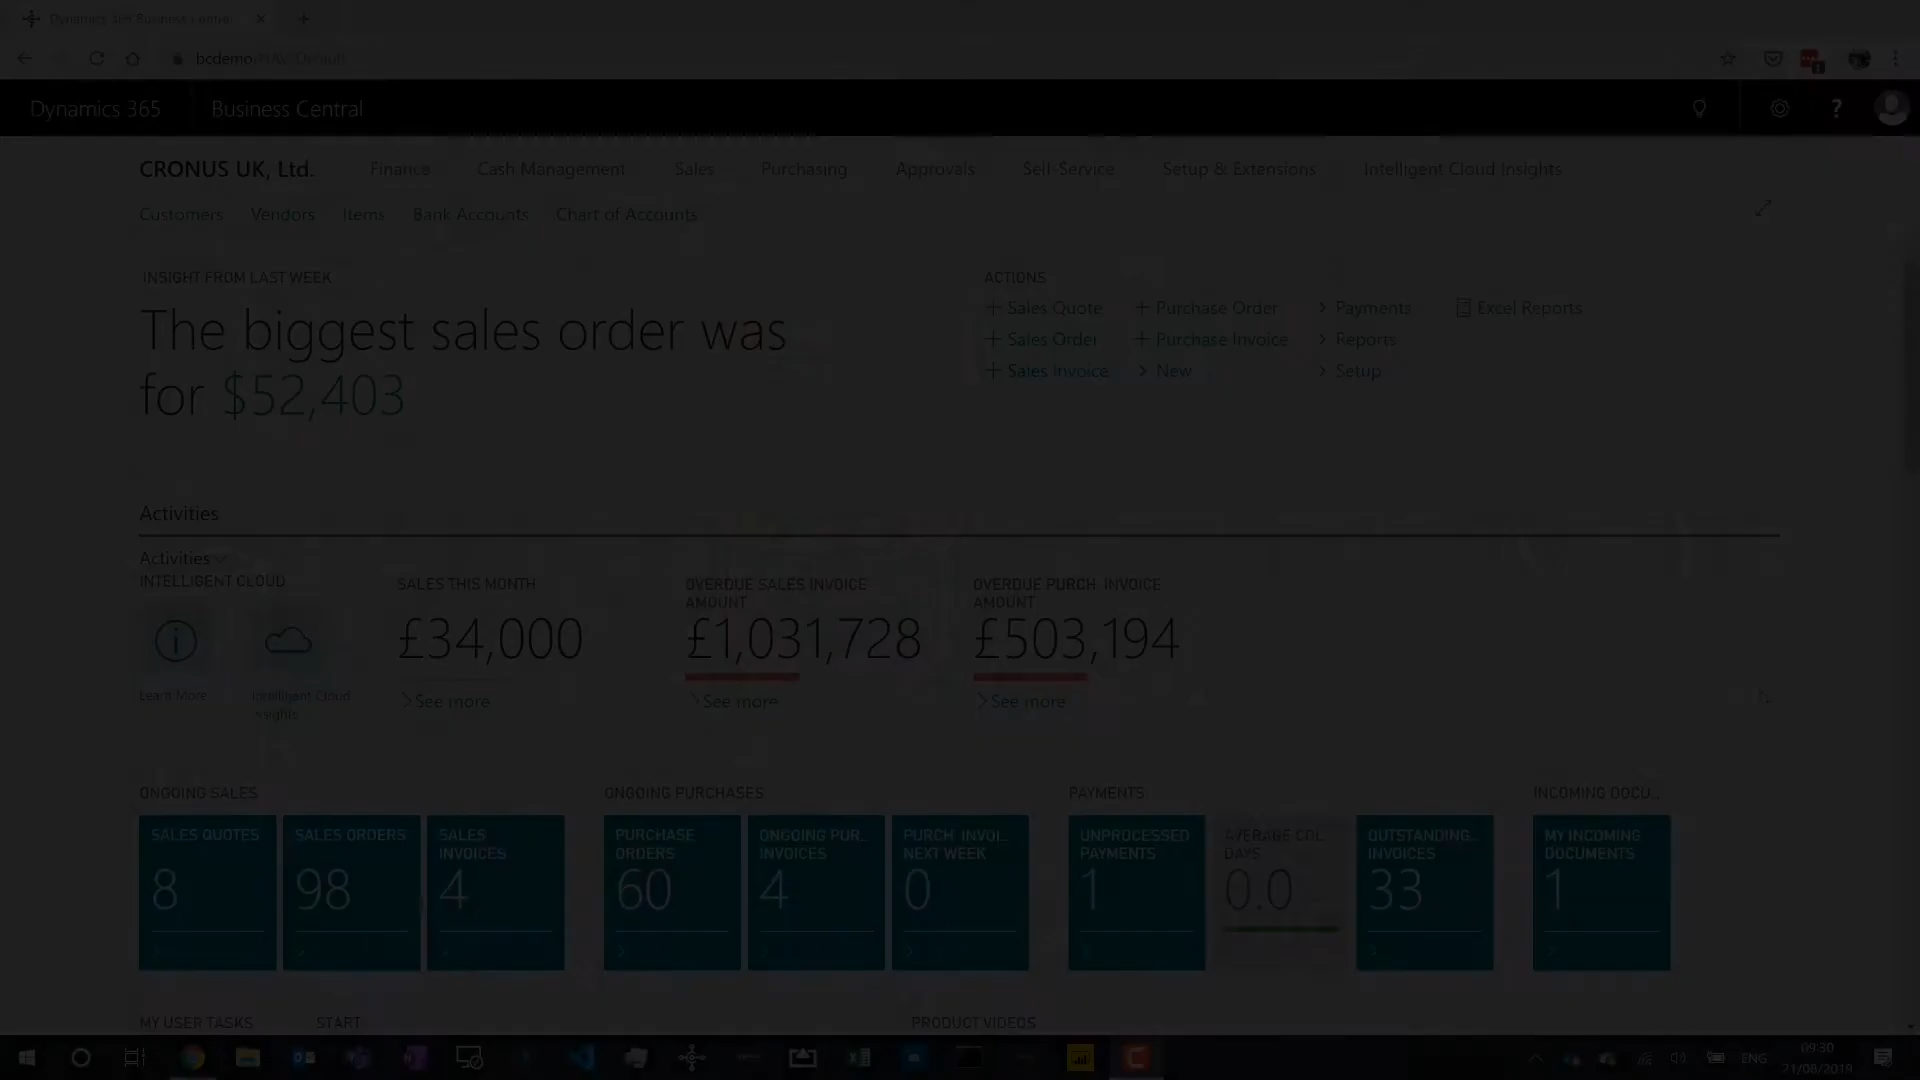 Dynamics 365 Business Central
bcdemo/NAV/Default
Dynamics 365 Business Central
?
CRONUS UK, Ltd. Finance Cash Management Sales Purchasing Approvals Self-Service Setup & Extensions Intelligent Cloud Insights
Customers Vendors Items Bank Accounts Chart of Accounts
INSIGHT FROM LAST WEEK
The biggest sales order was
for $52,403
ACTIONS
+ Sales Quote + Purchase Order > Payments Excel Reports
+ Sales Order + Purchase Invoice > Reports
+ Sales Invoice > New > Setup
Activities
Activities
INTELLIGENT CLOUD
Learn More
Intelligent Cloud
Insights
SALES THIS MONTH
£34,000
> See more
OVERDUE SALES INVOICE
AMOUNT
£1,031,728
> See more
OVERDUE PURCH. INVOICE
AMOUNT
£503,194
> See more
ONGOING SALES
SALES QUOTES
8
SALES ORDERS
98
SALES
INVOICES
4
ONGOING PURCHASES
PURCHASE
ORDERS
60
ONGOING PUR...
INVOICES
4
PURCH. INVOI...
NEXT WEEK
0
PAYMENTS
UNPROCESSED
PAYMENTS
1
AVERAGE COL...
DAYS
0.0
OUTSTANDING...
INVOICES
33
INCOMING DOCU...
MY INCOMING
DOCUMENTS
1
MY USER TASKS START PRODUCT VIDEOS
ENG
09:30
21/08/2019